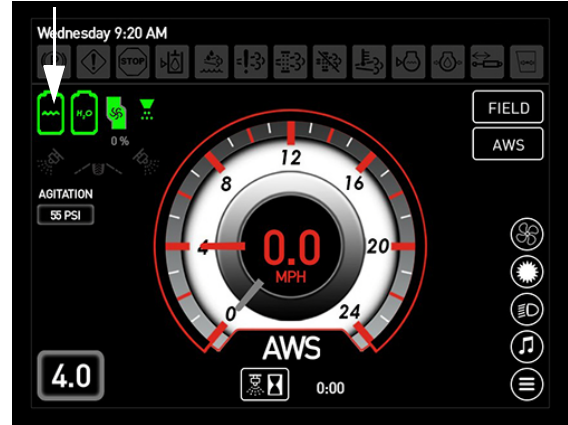 Wednesday 9:20 AM
STOP
H₂O
0 %
FIELD
AWS
AGITATION
55 PSI
0
4
8
12
16
20
24
0.0
MPH
AWS
4.0
0:00